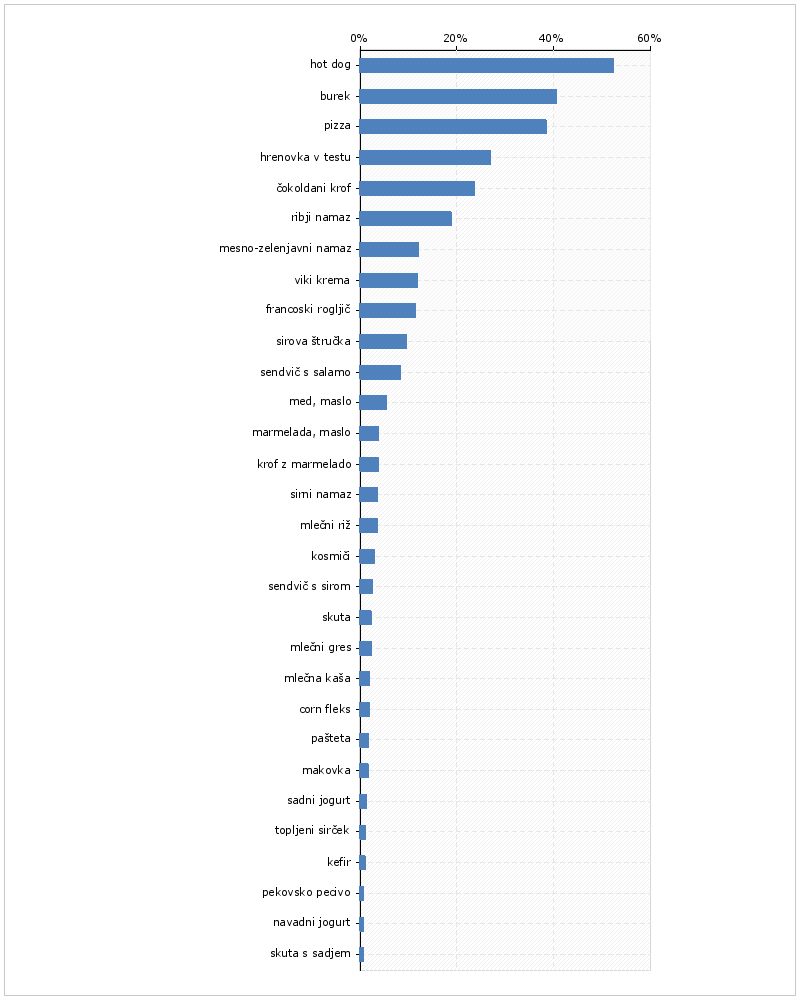 0% 20% 40% 60%
hot dog
burek
pizza
hrenovka v testu
čokoldani krof
ribji namaz
mesno-zelenjavni namaz
viki krema
francoski rogljič
sirova štručka
sendvič s salamo
med, maslo
marmelada, maslo
krof z marmelado
sirni namaz
mlečni riž
kosmiči
sendvič s sirom
skuta
mlečni gres
mlečna kaša
corn fleks
pašteta
makovka
sadni jogurt
topljeni sirček
kefir
pekovsko pecivo
navadni jogurt
skuta s sadjem